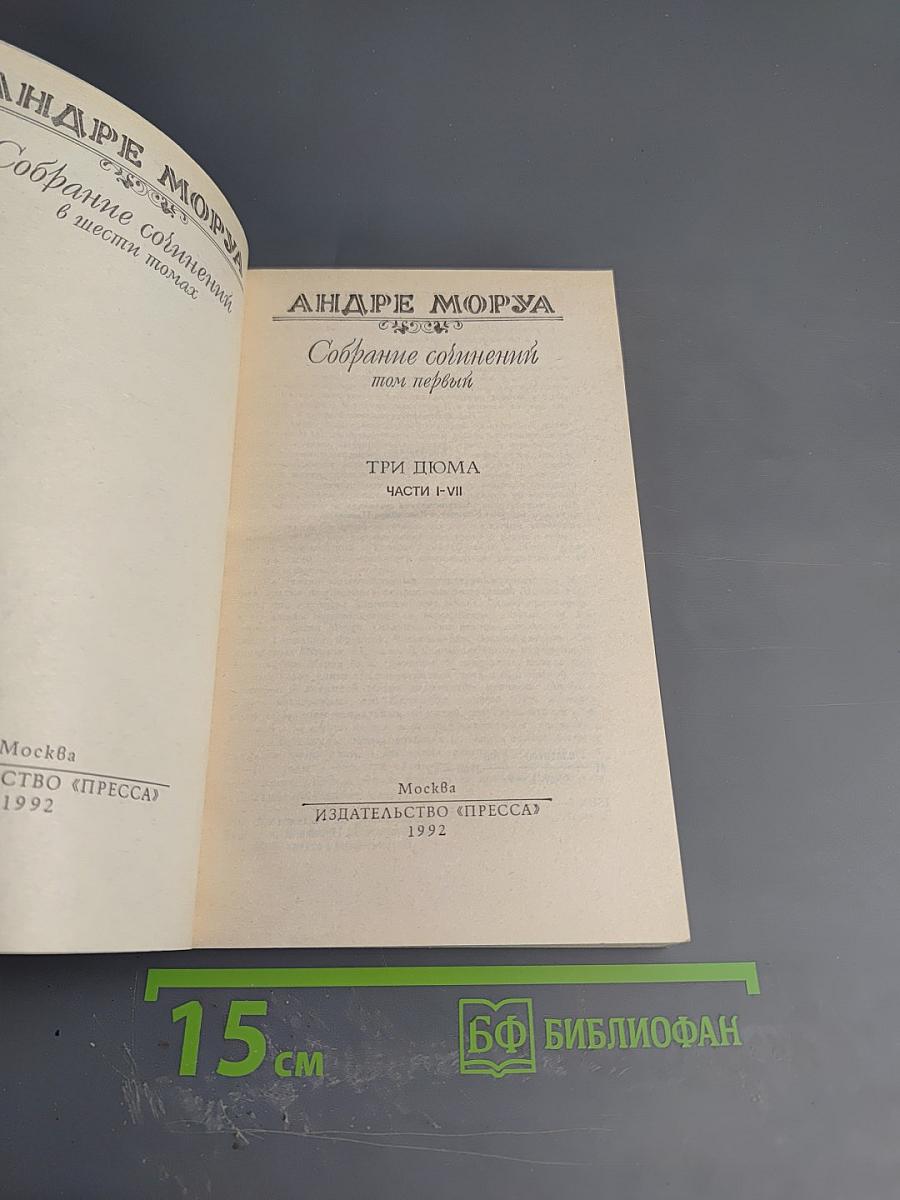 АНДРЕ МОРУА
Собрание сочинений
в шести томах
Москва
СТВО «ПРЕССА»
1992
АНДРЕ МОРУА
Собрание сочинений
том первый
ТРИ ДЮМА
ЧАСТИ I–VII
Москва
ИЗДАТЕЛЬСТВО «ПРЕССА»
1992
15 см
БФ БИБЛИОФАН